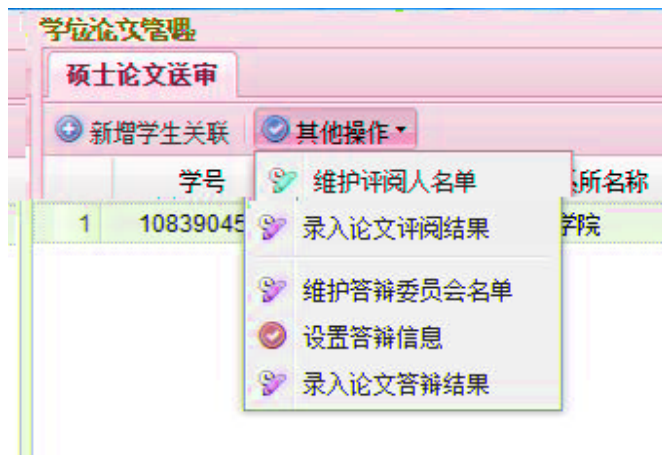 学位论文管理
硕士论文送审
新增学生关联 其他操作
学号 所名称
维护评阅人名单
1 10839045 学院
录入论文评阅结果
维护答辩委员会名单
设置答辩信息
录入论文答辩结果